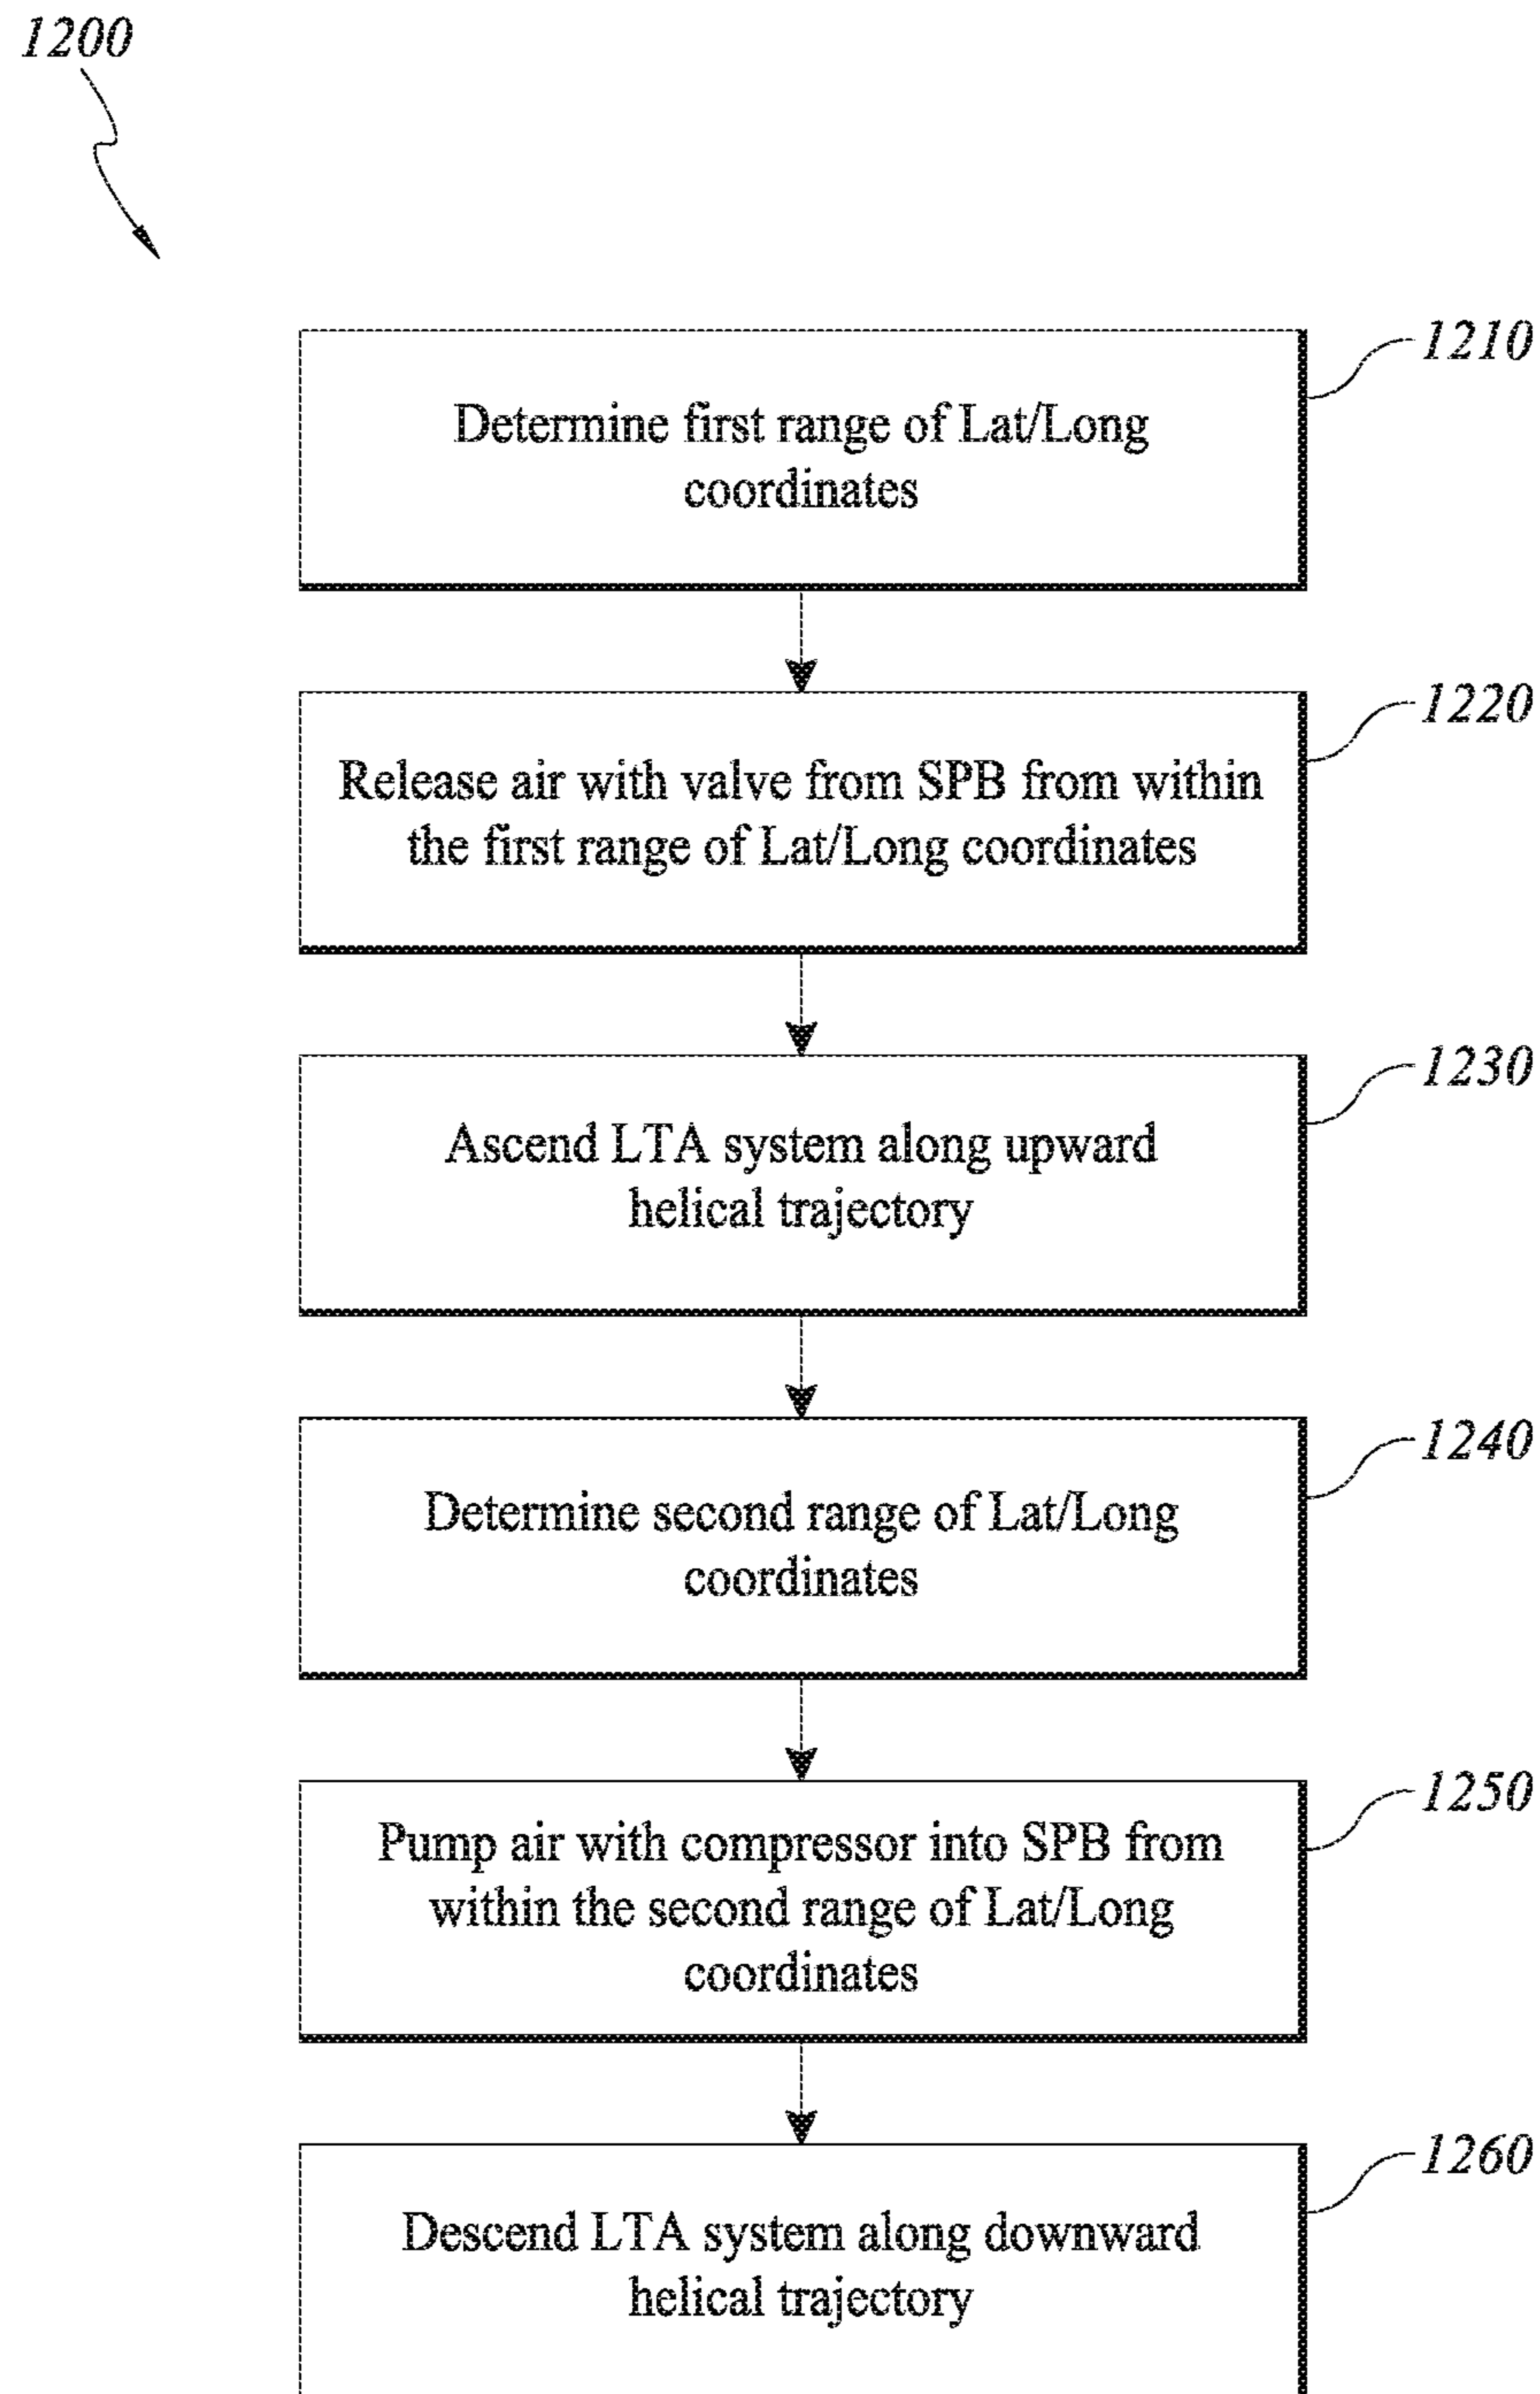 1200
1210
Determine first range of Lat/Long
coordinates
1220
Release air with valve from SPB from within
the first range of Lat/Long coordinates
1230
Ascend LTA system along upward
helical trajectory
1240
Determine second range of Lat/Long
coordinates
1250
Pump air with compressor into SPB from
within the second range of Lat/Long
coordinates
1260
Descend LTA system along downward
helical trajectory